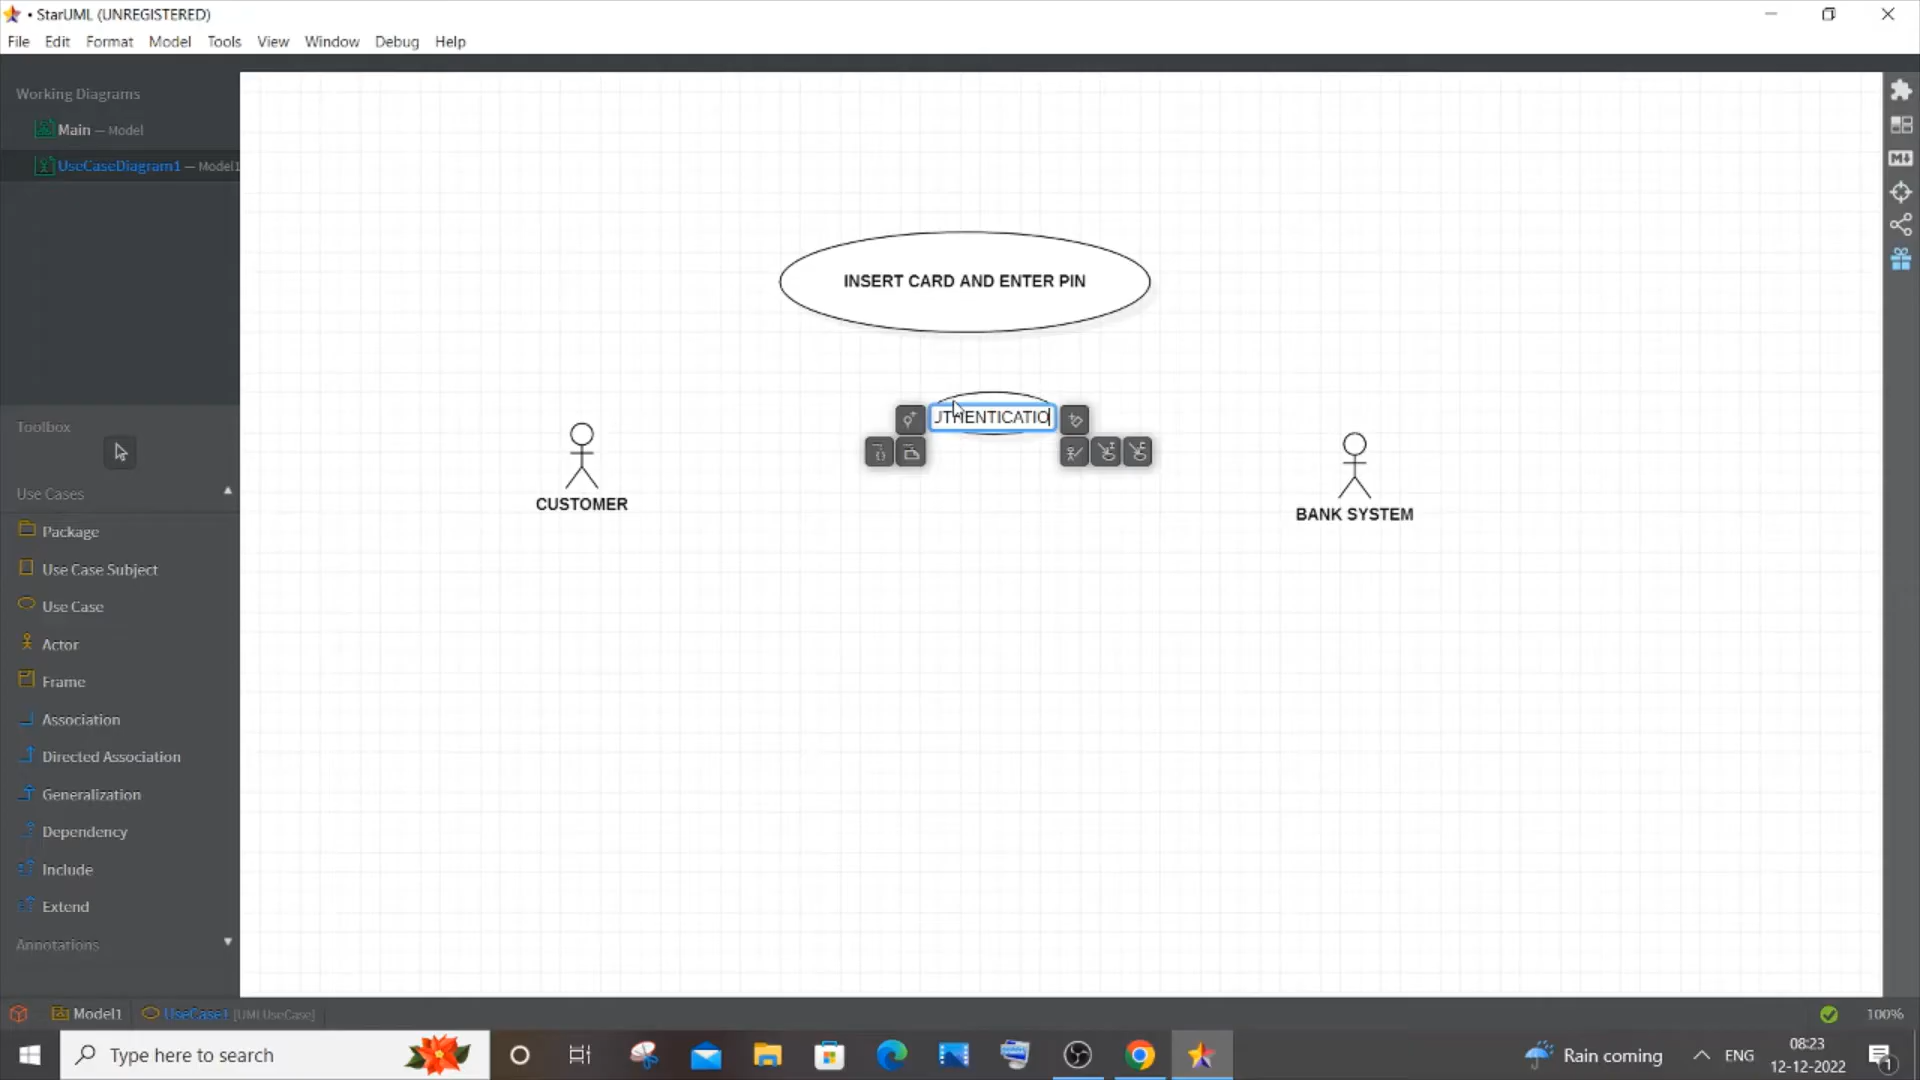 • StarUML (UNREGISTERED)
File Edit Format Model Tools View Window Debug Help
Working Diagrams
Main — Model
UseCaseDiagram1 — Model1
Toolbox
Use Cases
Package
Use Case Subject
Use Case
Actor
Frame
Association
Directed Association
Generalization
Dependency
Include
Extend
Annotations
INSERT CARD AND ENTER PIN
UTHENTICATIO
CUSTOMER
BANK SYSTEM
Model1 UseCase1 [UMLUseCase]
100%
Type here to search
Rain coming
ENG
08:23
12-12-2022
1